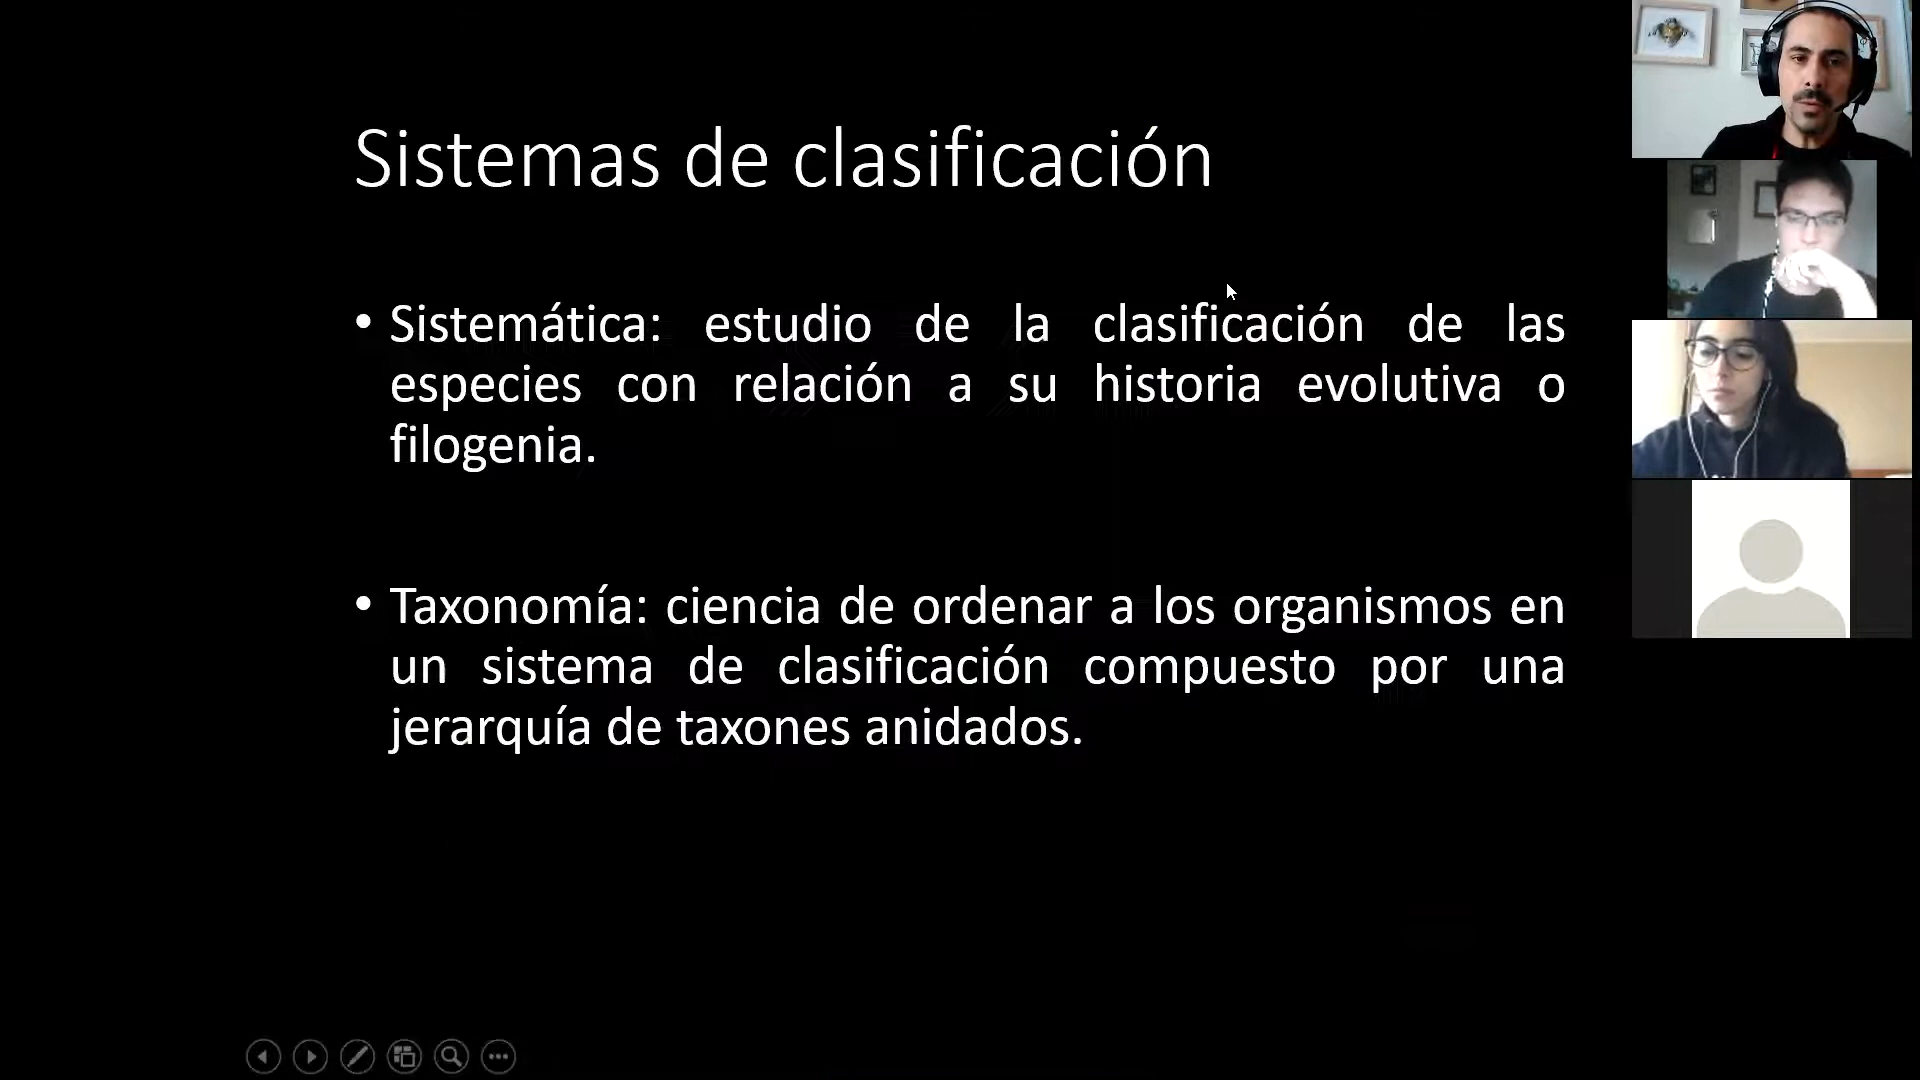 Sistemas de clasificación
• Sistemática: estudio de la clasificación de las
especies con relación a su historia evolutiva o
filogenia.
• Taxonomía: ciencia de ordenar a los organismos en
un sistema de clasificación compuesto por una
jerarquía de taxones anidados.